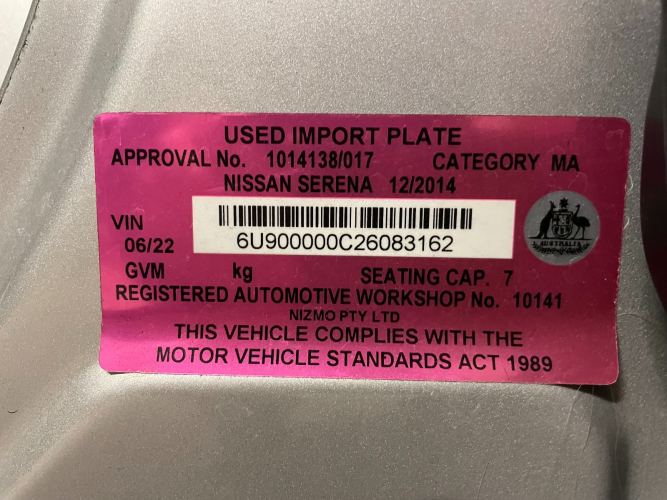 USED IMPORT PLATE
APPROVAL No. 1014138/017 CATEGORY MA
NISSAN SERENA 12/2014
VIN
06/22
6U900000C26083162
AUSTRALIA
GVM kg SEATING CAP. 7
REGISTERED AUTOMOTIVE WORKSHOP No. 10141
NIZMO PTY LTD
THIS VEHICLE COMPLIES WITH THE
MOTOR VEHICLE STANDARDS ACT 1989